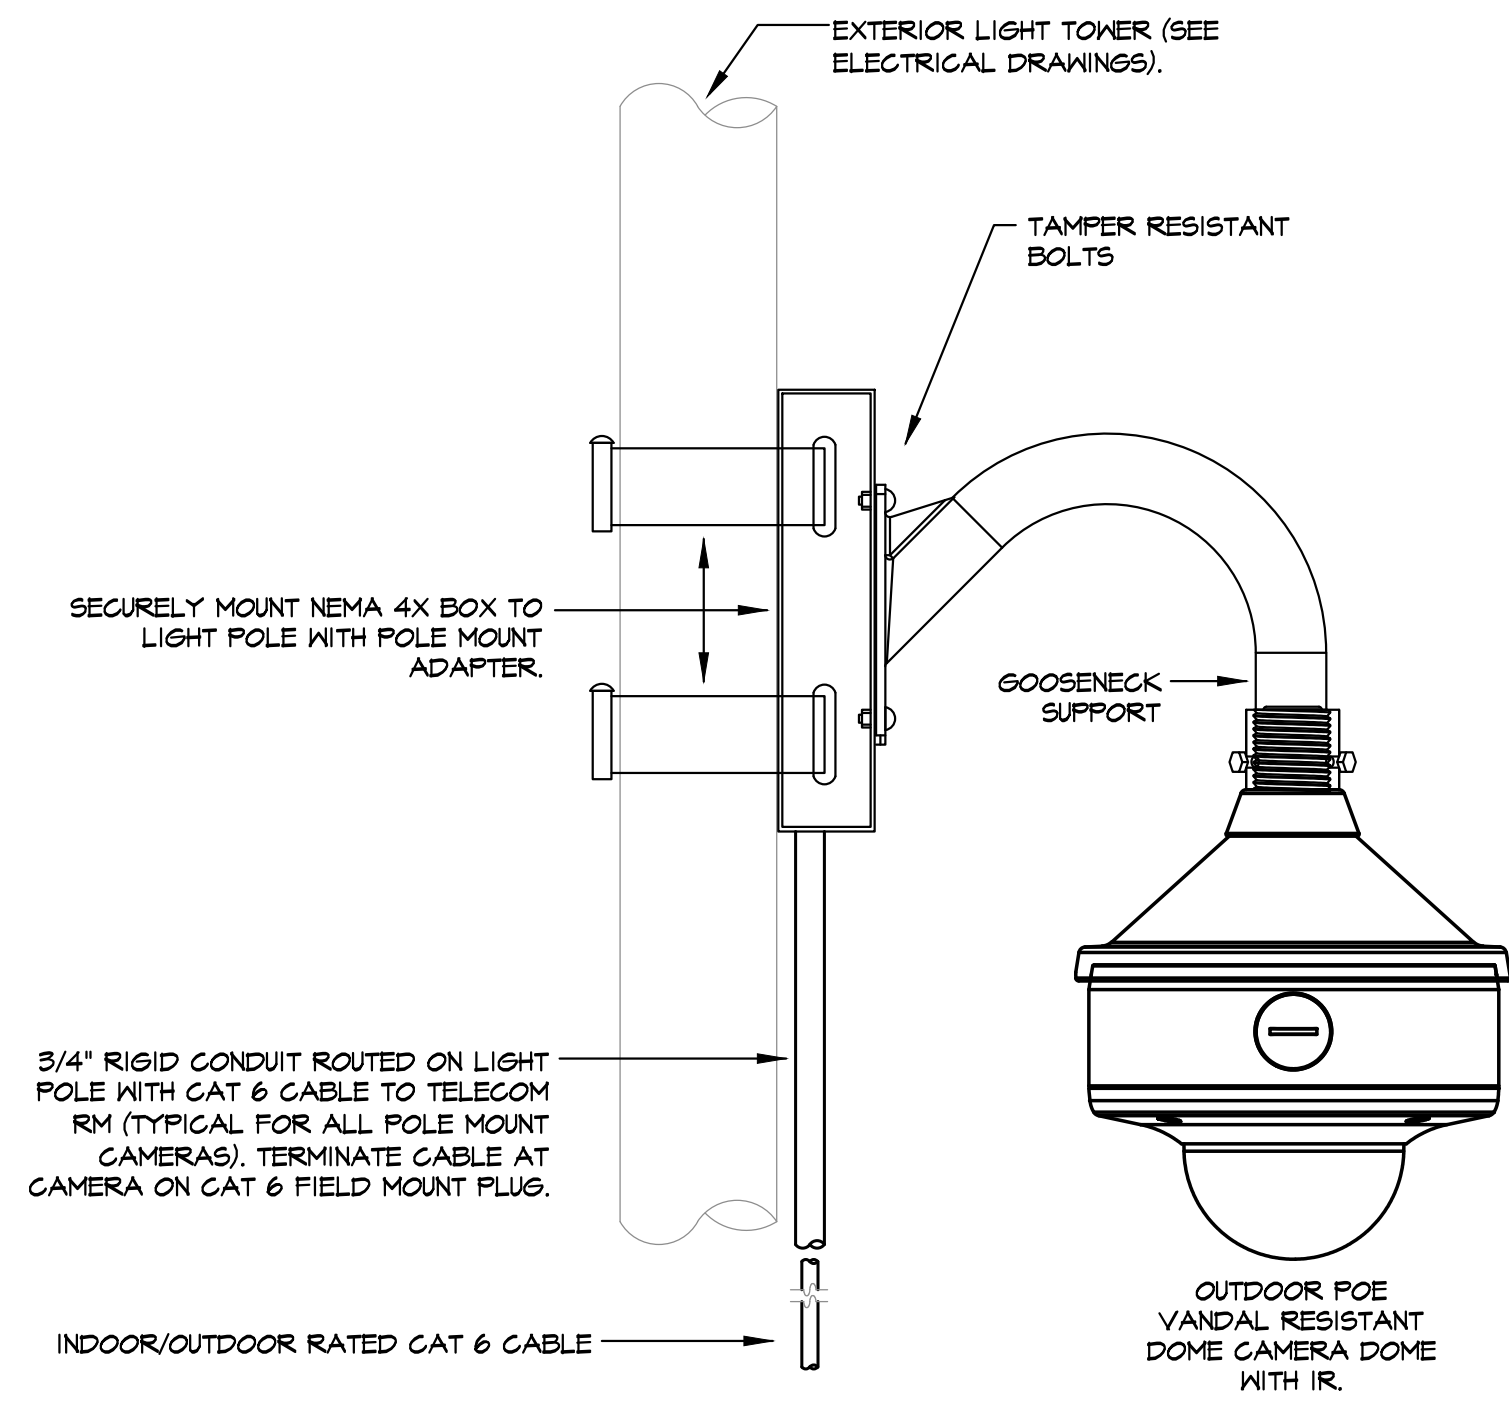 EXTERIOR LIGHT TOWER (SEE
ELECTRICAL DRAWINGS).
TAMPER RESISTANT
BOLTS
SECURELY MOUNT NEMA 4X BOX TO
LIGHT POLE WITH POLE MOUNT
ADAPTER.
GOOSENECK
SUPPORT
3/4" RIGID CONDUIT ROUTED ON LIGHT
POLE WITH CAT 6 CABLE TO TELECOM
RM (TYPICAL FOR ALL POLE MOUNT
CAMERAS). TERMINATE CABLE AT
CAMERA ON CAT 6 FIELD MOUNT PLUG.
INDOOR/OUTDOOR RATED CAT 6 CABLE
OUTDOOR POE
VANDAL RESISTANT
DOME CAMERA DOME
WITH IR.